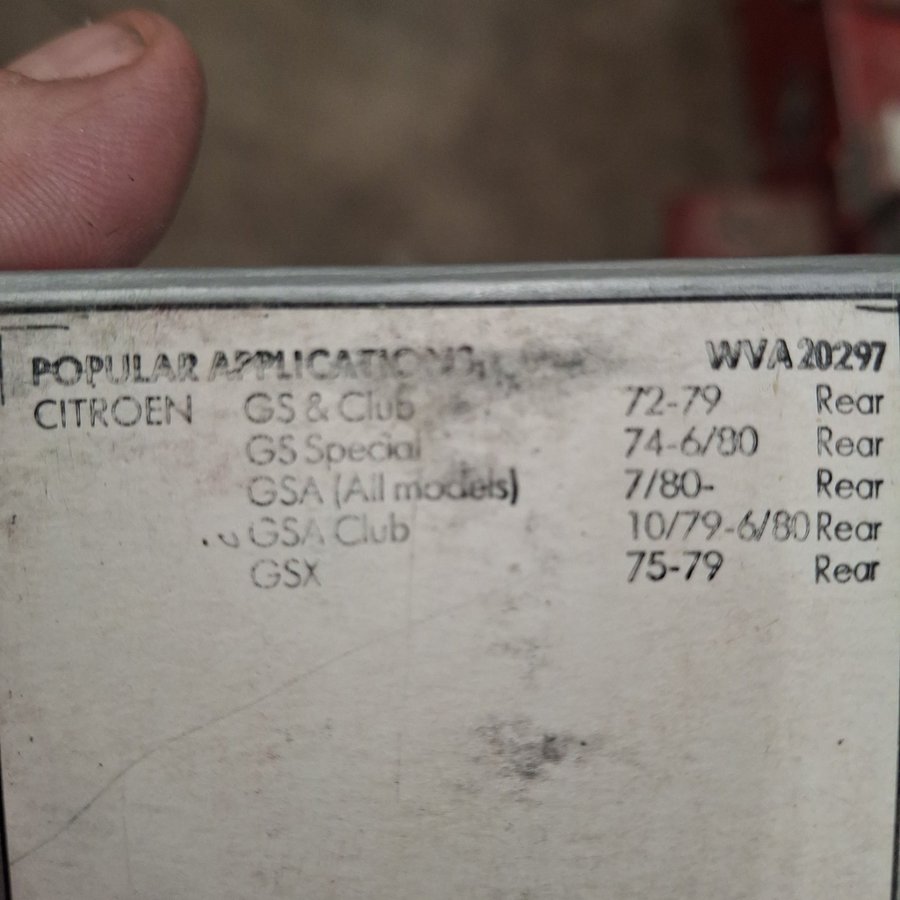 POPULAR APPLICATIONS WVA 20297
CITROEN GS & Club 72-79 Rear
GS Special 74-6/80 Rear
GSA (All models) 7/80- Rear
GSA Club 10/79-6/80 Rear
GSX 75-79 Rear